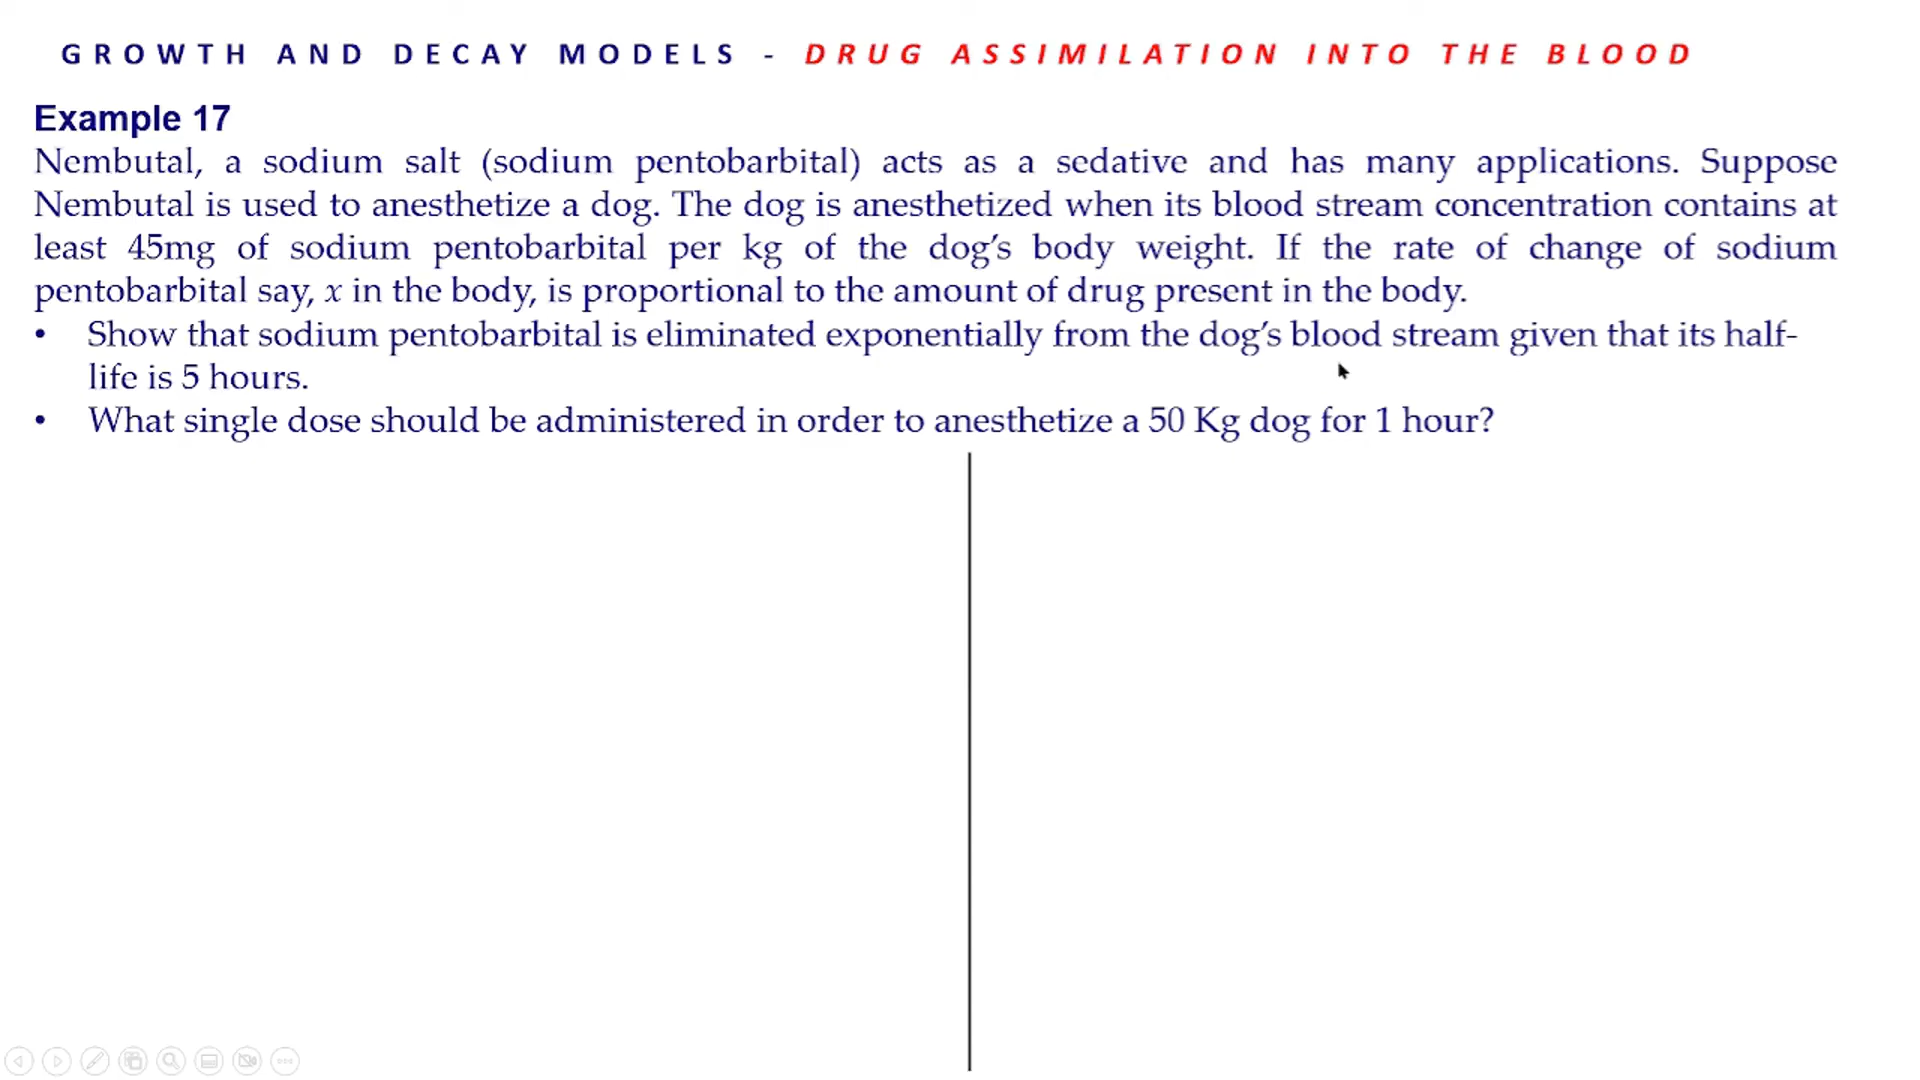 GROWTH AND DECAY MODELS - DRUG ASSIMILATION INTO THE BLOOD
Example 17
Nembutal, a sodium salt (sodium pentobarbital) acts as a sedative and has many applications. Suppose
Nembutal is used to anesthetize a dog. The dog is anesthetized when its blood stream concentration contains at
least 45mg of sodium pentobarbital per kg of the dog's body weight. If the rate of change of sodium
pentobarbital say, x in the body, is proportional to the amount of drug present in the body.
• Show that sodium pentobarbital is eliminated exponentially from the dog's blood stream given that its half-
life is 5 hours.
• What single dose should be administered in order to anesthetize a 50 Kg dog for 1 hour?